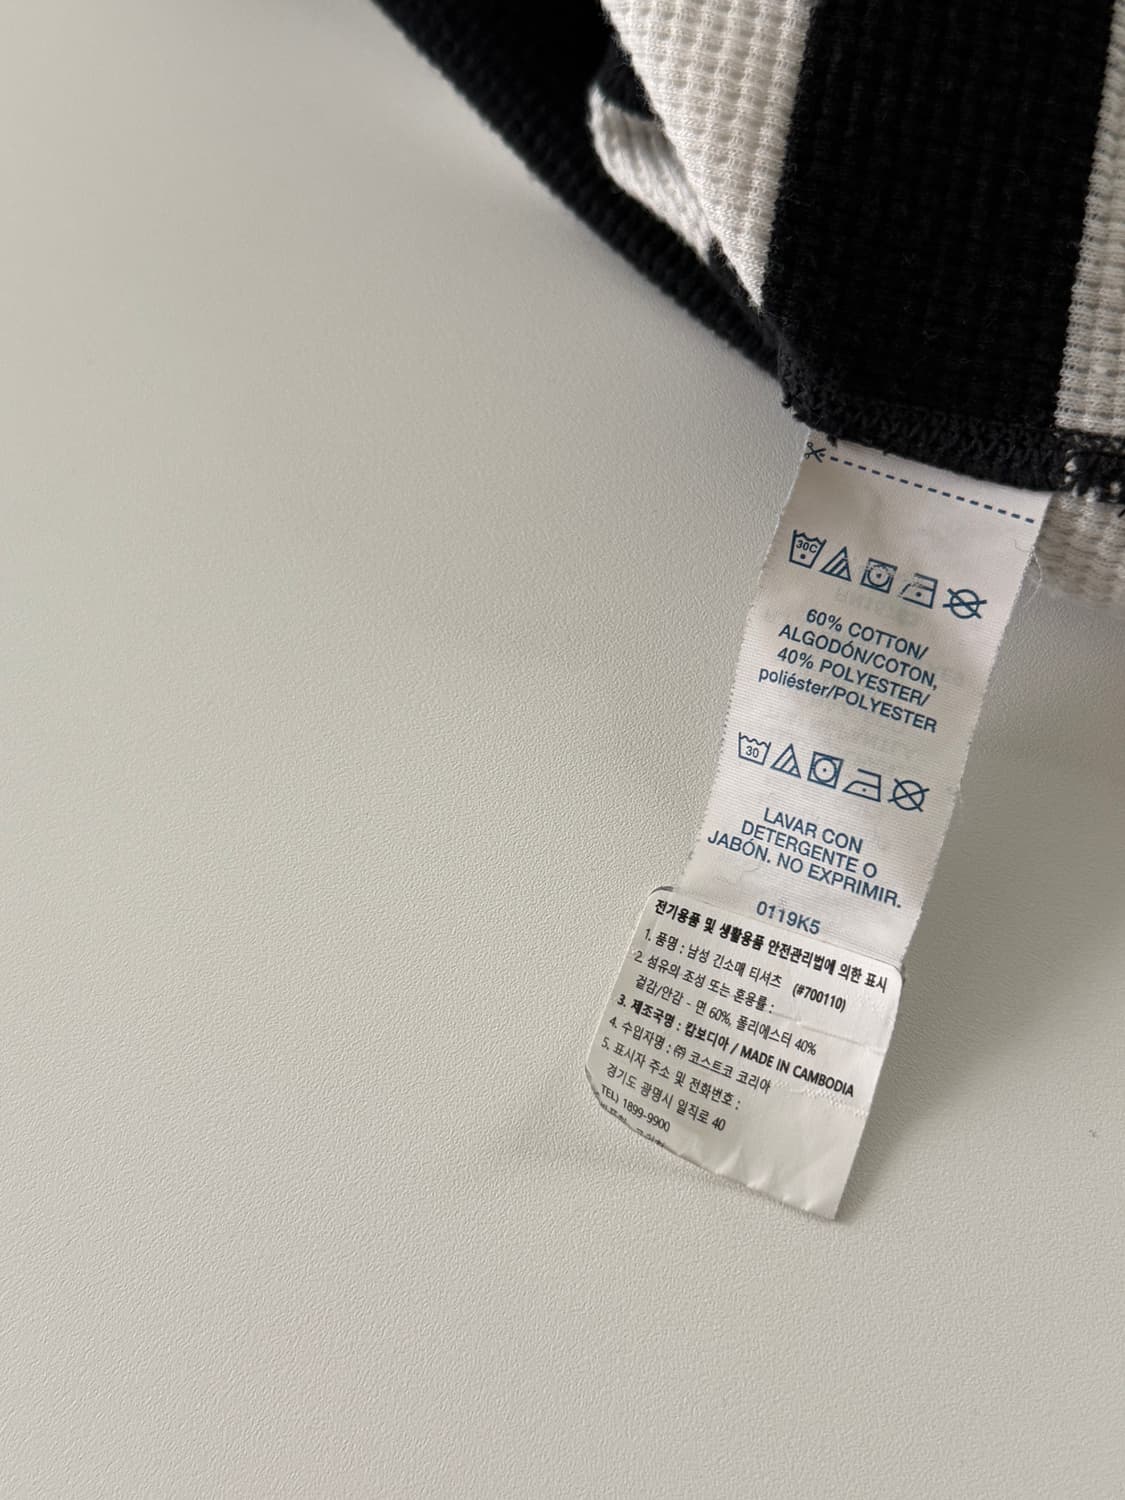 30C
60% COTTON/
ALGODÓN/COTON,
40% POLYESTER/
poliéster/POLYESTER
30
LAVAR CON
DETERGENTE O
JABÓN. NO EXPRIMIR.
0119K5
전기용품 및 생활용품 안전관리법에 의한 표시
1. 품명 : 남성 긴소매 티셔츠 (#700110)
2. 섬유의 조성 또는 혼용률 :
겉감/안감 - 면 60%, 폴리에스터 40%
3. 제조국명 : 캄보디아 / MADE IN CAMBODIA
4. 수입자명 : ㈜ 코스트코 코리아
5. 표시자 주소 및 전화번호 :
경기도 광명시 일직로 40
TEL) 1899-9900